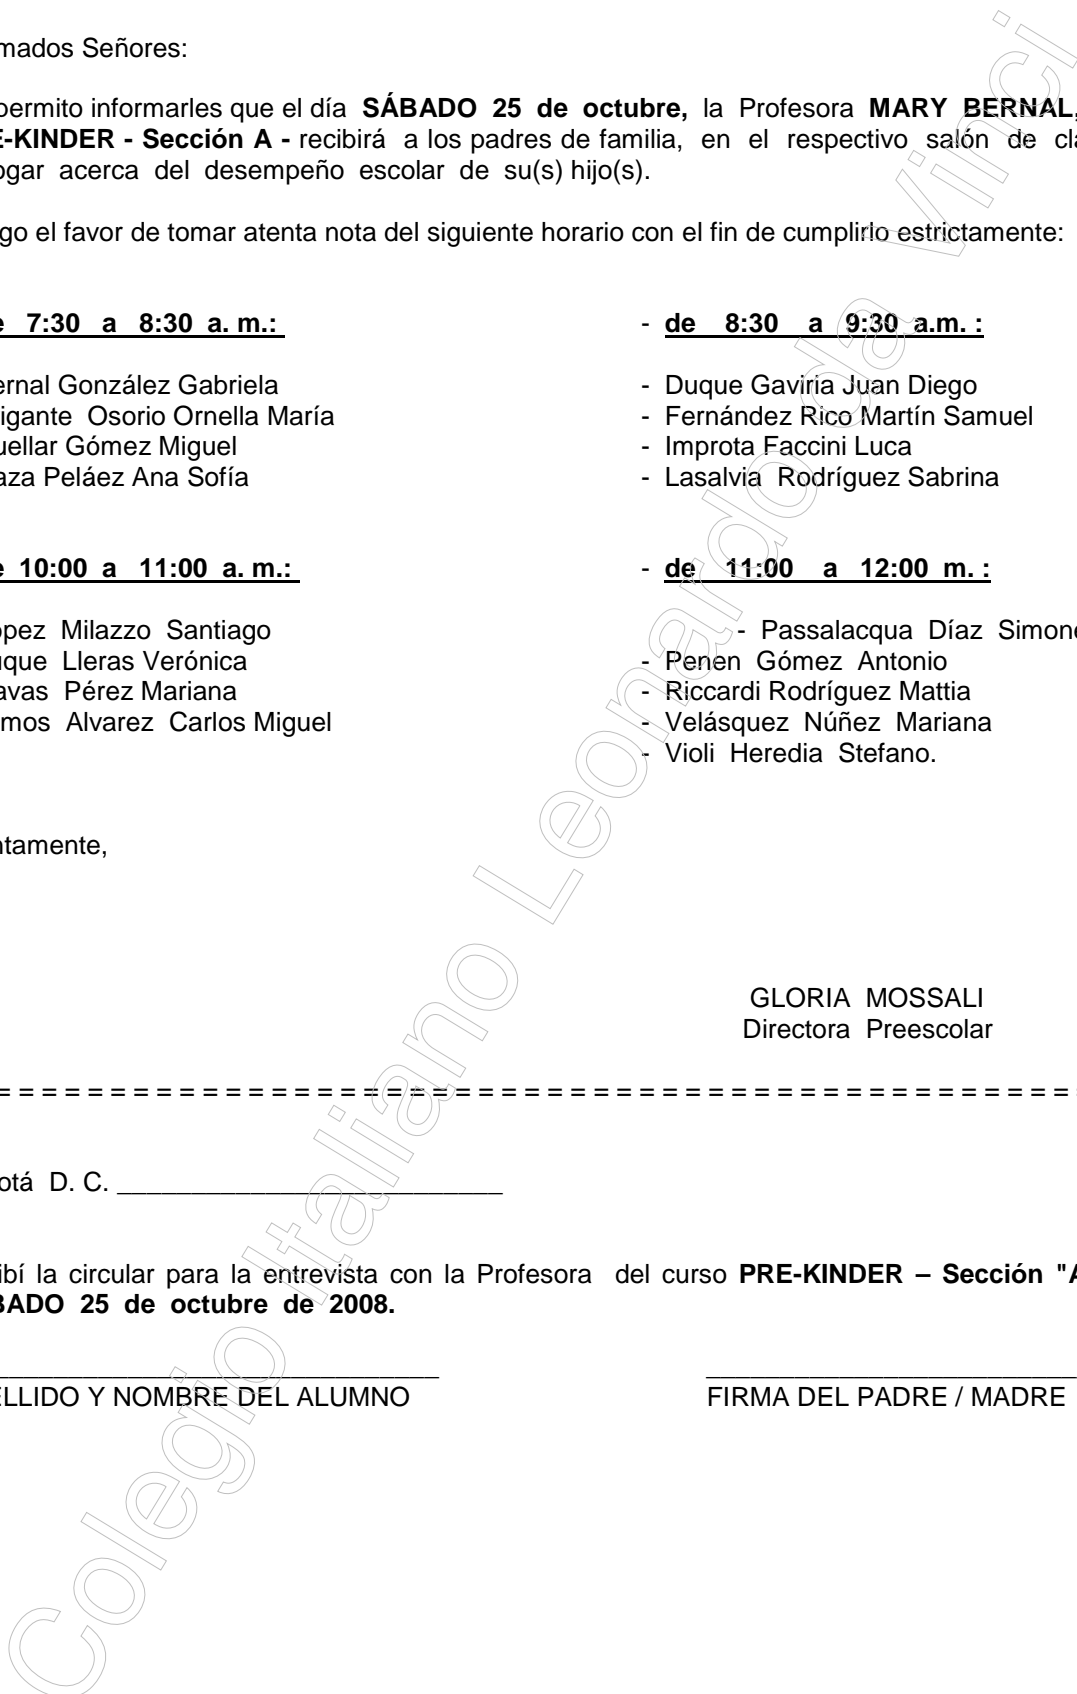 mados Señores:
permito informarles que el día SÁBADO 25 de octubre, la Profesora MARY BERNAL,
E-KINDER - Sección A - recibirá a los padres de familia, en el respectivo salón de cla
ogar acerca del desempeño escolar de su(s) hijo(s).
go el favor de tomar atenta nota del siguiente horario con el fin de cumplirlo estrictamente:
e 7:30 a 8:30 a. m.:
ernal González Gabriela
igante Osorio Ornella María
uellar Gómez Miguel
aza Peláez Ana Sofía
- de 8:30 a 9:30 a.m. :
- Duque Gaviria Juan Diego
- Fernández Rico Martín Samuel
- Improta Faccini Luca
- Lasalvia Rodríguez Sabrina
e 10:00 a 11:00 a. m.:
opez Milazzo Santiago
uque Lleras Verónica
avas Pérez Mariana
mos Alvarez Carlos Miguel
- de 11:00 a 12:00 m. :
- Passalacqua Díaz Simone
- Penen Gómez Antonio
- Riccardi Rodríguez Mattia
- Velásquez Núñez Mariana
- Violi Heredia Stefano.
ntamente,
GLORIA MOSSALI
Directora Preescolar
= = = = = = = = = = = = = = = = = = = = = = = = = = = = = = = = = = = = = = = = = = = = = = =
otá D. C. __________________________
ibí la circular para la entrevista con la Profesora del curso PRE-KINDER – Sección "A
BADO 25 de octubre de 2008.
______________________________ _________________________
ELLIDO Y NOMBRE DEL ALUMNO FIRMA DEL PADRE / MADRE
Colegio Italiano Leonardo da Vinci